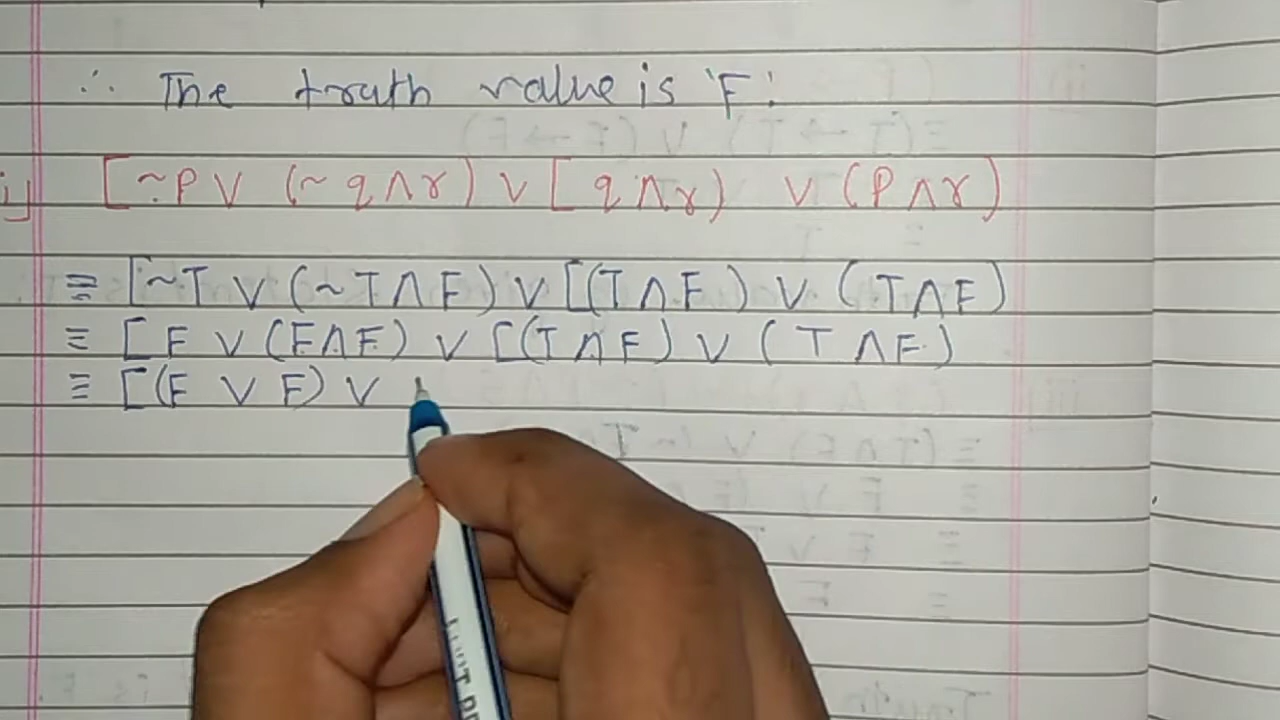 ∴ The truth value is 'F'.
i] [~p ∨ (~q ∧ r) ∨ [q ∧ r) ∨ (p ∧ r)
≡ [~T ∨ (~T ∧ F) ∨ [(T ∧ F) ∨ (T ∧ F)
≡ [F ∨ (F ∧ F) ∨ [(T ∧ F) ∨ (T ∧ F)
≡ [(F ∨ F) ∨